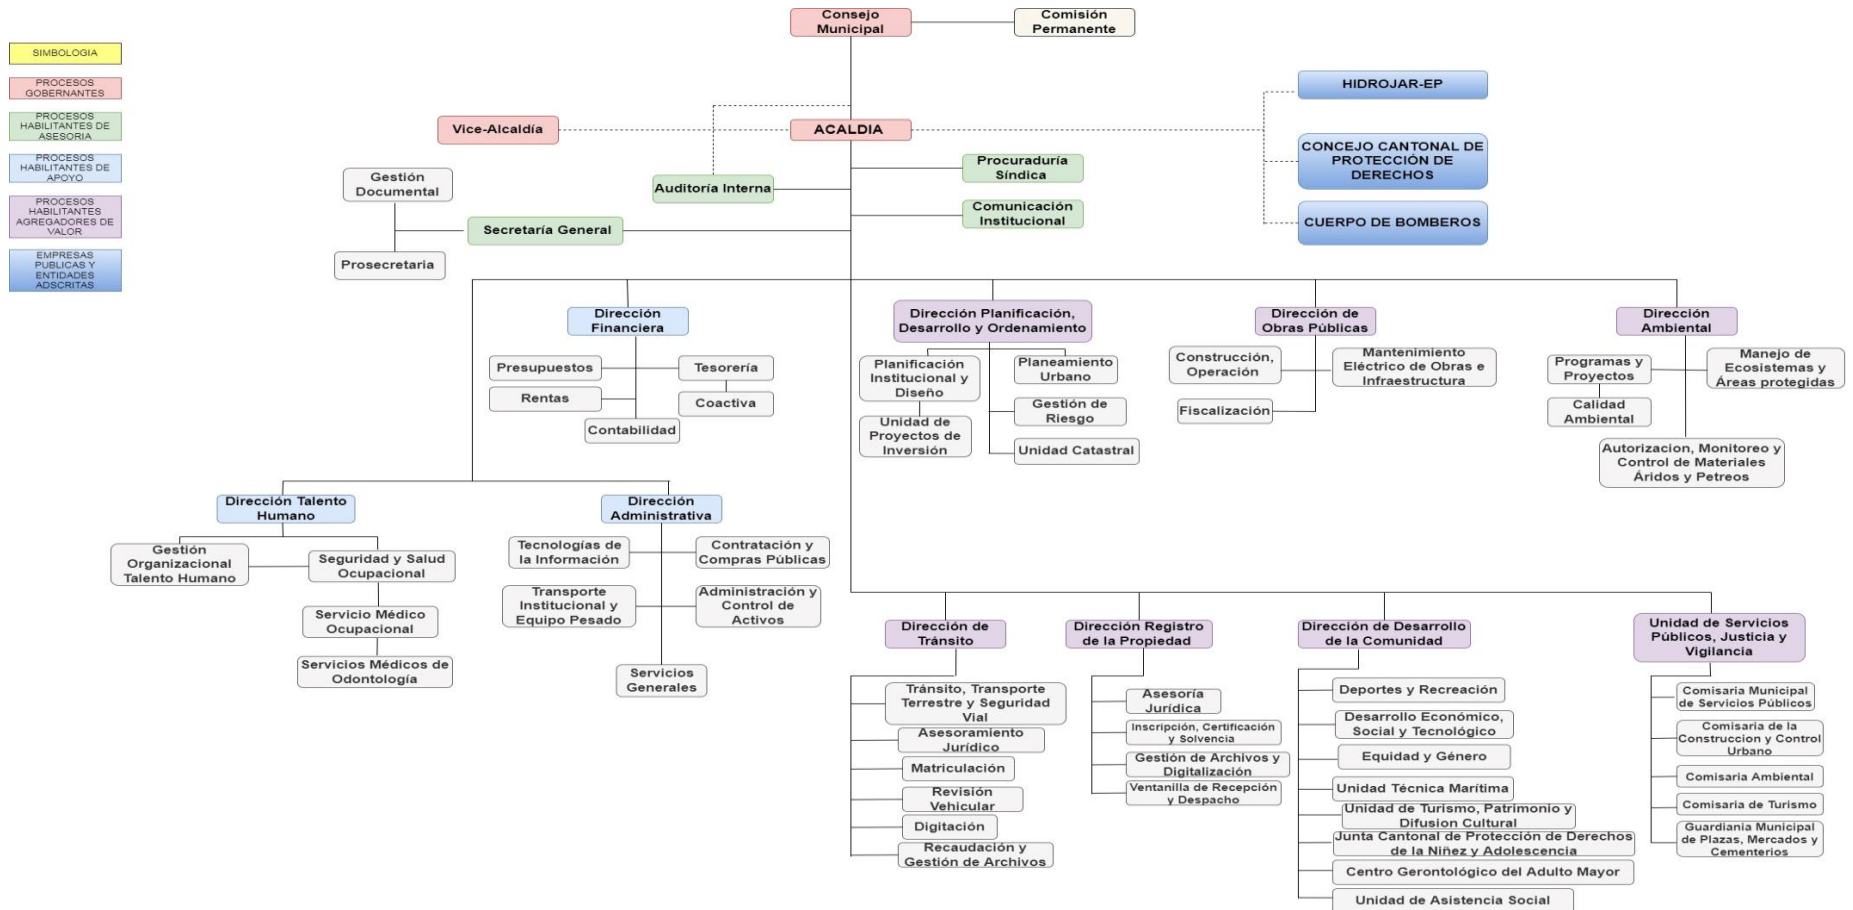 Consejo
Municipal
Comisión
Permanente
SIMBOLOGIA
PROCESOS
GOBERNANTES
PROCESOS
HABILITANTES DE
ASESORIA
PROCESOS
HABILITANTES DE
APOYO
PROCESOS
HABILITANTES
AGREGADORES DE
VALOR
EMPRESAS
PUBLICAS Y
ENTIDADES
ADSCRITAS
HIDROJAR-EP
Vice-Alcaldía
ACALDIA
CONCEJO CANTONAL DE
PROTECCIÓN DE
DERECHOS
CUERPO DE BOMBEROS
Procuraduría
Síndica
Gestión
Documental
Auditoría Interna
Comunicación
Institucional
Secretaría General
Prosecretaria
Dirección
Financiera
Presupuestos
Tesorería
Rentas
Coactiva
Contabilidad
Dirección Planificación,
Desarrollo y Ordenamiento
Planificación
Institucional y
Diseño
Planeamiento
Urbano
Unidad de
Proyectos de
Inversión
Gestión de
Riesgo
Unidad Catastral
Dirección de
Obras Públicas
Construcción,
Operación
Mantenimiento
Eléctrico de Obras e
Infraestructura
Fiscalización
Dirección
Ambiental
Programas y
Proyectos
Manejo de
Ecosistemas y
Áreas protegidas
Calidad
Ambiental
Autorizacion, Monitoreo y
Control de Materiales
Áridos y Petreos
Dirección Talento
Humano
Gestión
Organizacional
Talento Humano
Seguridad y Salud
Ocupacional
Servicio Médico
Ocupacional
Servicios Médicos de
Odontología
Dirección
Administrativa
Tecnologías de
la Información
Contratación y
Compras Públicas
Transporte
Institucional y
Equipo Pesado
Administración y
Control de
Activos
Servicios
Generales
Dirección de
Tránsito
Tránsito, Transporte
Terrestre y Seguridad
Vial
Asesoramiento
Jurídico
Matriculación
Revisión
Vehicular
Digitación
Recaudación y
Gestión de Archivos
Dirección Registro
de la Propiedad
Asesoría
Jurídica
Inscripción, Certificación
y Solvencia
Gestión de Archivos y
Digitalización
Ventanilla de Recepción
y Despacho
Dirección de Desarrollo
de la Comunidad
Deportes y Recreación
Desarrollo Económico,
Social y Tecnológico
Equidad y Género
Unidad Técnica Marítima
Unidad de Turismo, Patrimonio y
Difusion Cultural
Junta Cantonal de Protección de Derechos
de la Niñez y Adolescencia
Centro Gerontológico del Adulto Mayor
Unidad de Asistencia Social
Unidad de Servicios
Públicos, Justicia y
Vigilancia
Comisaria Municipal
de Servicios Públicos
Comisaria de la
Construccion y Control
Urbano
Comisaria Ambiental
Comisaria de Turismo
Guardiania Municipal
de Plazas, Mercados y
Cementerios